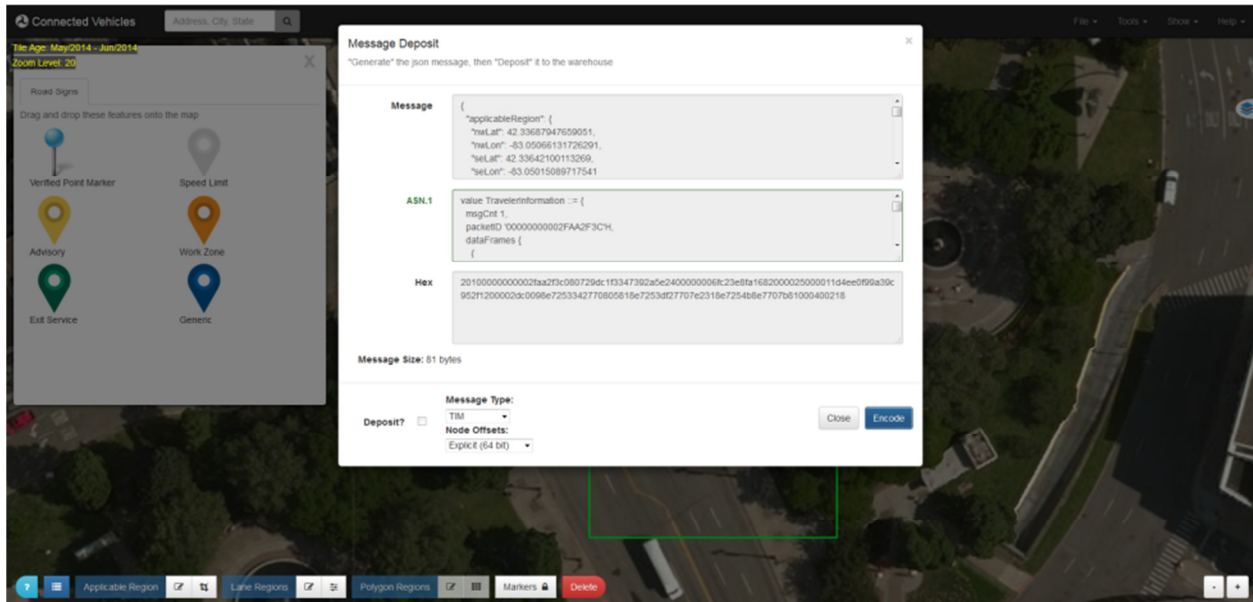 Connected Vehicles
Address, City, State
File Tools Show Help
Tile Age: May/2014 - Jun/2014
Zoom Level: 20
X
Road Signs
Drag and drop these features onto the map
Verified Point Marker Speed Limit
Advisory Work Zone
Exit Service Generic
Message Deposit ×
"Generate" the json message, then "Deposit" it to the warehouse
Message
{
"applicableRegion": {
"nwLat": 42.33687947659051,
"nwLon": -83.05066131726291,
"seLat": 42.33642100113269,
"seLon": -83.05015089717541
ASN.1
value TravelerInformation ::= {
msgCnt 1,
packetID '00000000002FAA2F3C'H,
dataFrames {
{
Hex
20100000000002faa2f3c080729dc1f3347392a5e2400000006fc23e8fa1682000025000011d4ee0f99a39c
952f1200002dc0098e7253342770805818e7253df27707e2318e7254b8e7707b81000400218
Message Size: 81 bytes
Deposit?
Message Type:
TIM
Node Offsets:
Explicit (64 bit)
Close Encode
? Applicable Region Lane Regions Polygon Regions Markers Delete - +